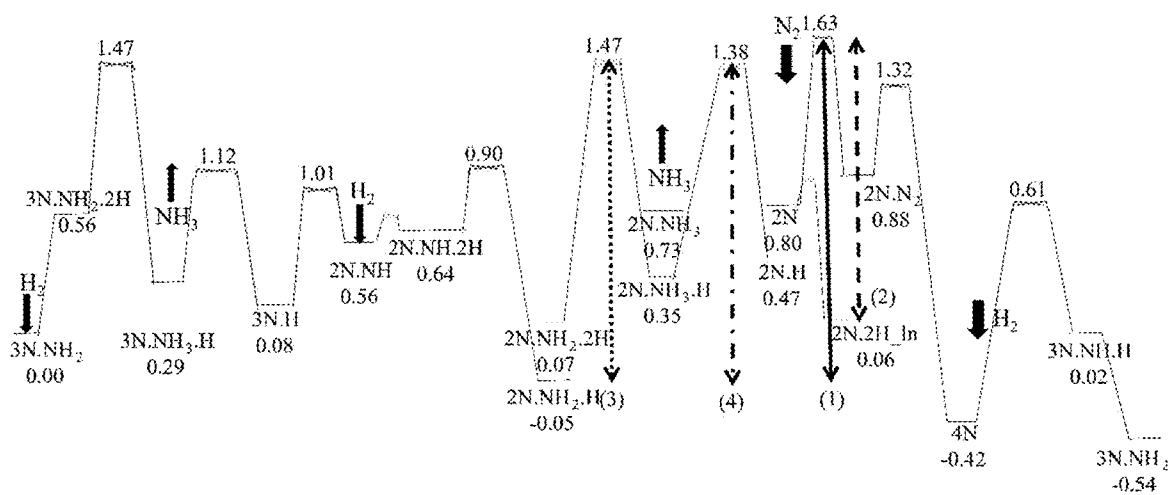 1.47
1.12
1.01
0.90
1.47
1.38
N₂
1.63
1.32
0.61
H₂
3N.NH₂
0.00
3N.NH₂.2H
0.56
NH₃
3N.NH₃.H
0.29
3N.H
0.08
H₂
2N.NH
0.56
2N.NH.2H
0.64
2N.NH₂.2H
0.07
2N.NH₂.H
-0.05
(3)
NH₃
2N.NH₃
0.73
2N.NH₃.H
0.35
(4)
2N
0.80
2N.H
0.47
(1)
(2)
2N.2H_ln
0.06
2N.N₂
0.88
4N
-0.42
H₂
3N.NH.H
0.02
3N.NH₂
-0.54